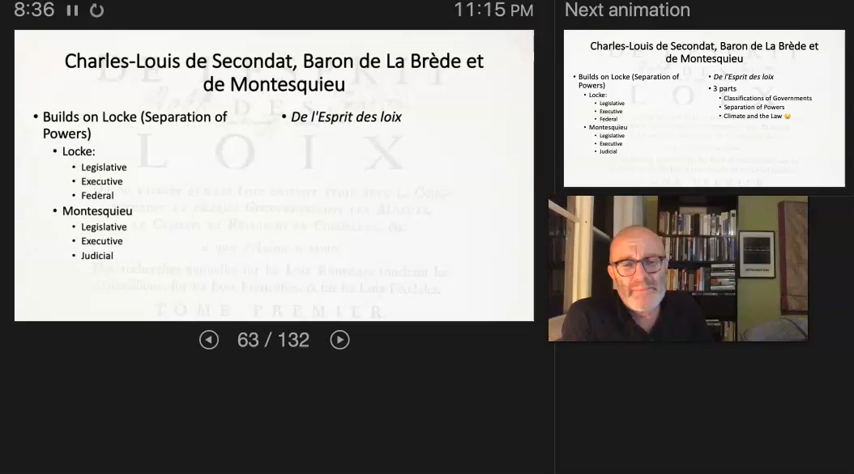 8:36
11:15 PM
Next animation
Charles-Louis de Secondat, Baron de La Brède et
de Montesquieu
• Builds on Locke (Separation of
Powers)
• Locke:
• Legislative
• Executive
• Federal
• Montesquieu
• Legislative
• Executive
• Judicial
• De l'Esprit des loix
DE L'ESPRIT
DES
LOIX
TOME PREMIER
63 / 132
Charles-Louis de Secondat, Baron de La Brède et
de Montesquieu
• Builds on Locke (Separation of
Powers)
• Locke:
• Legislative
• Executive
• Federal
• Montesquieu
• Legislative
• Executive
• Judicial
• De l'Esprit des loix
• 3 parts
• Classifications of Governments
• Separation of Powers
• Climate and the Law 😟